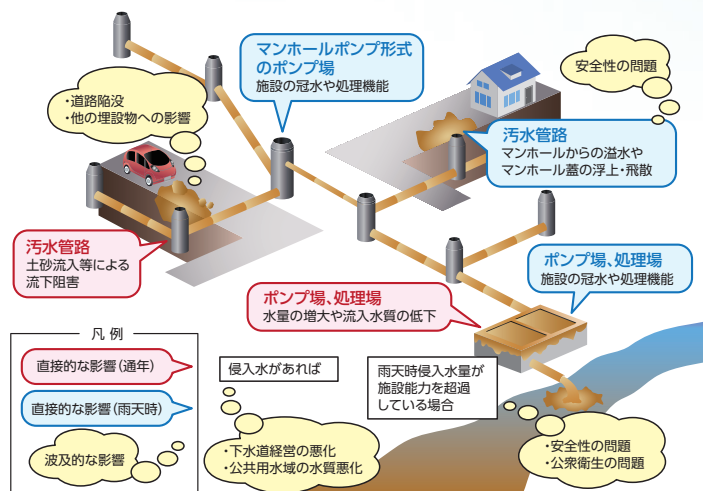 マンホールポンプ形式
のポンプ場
施設の冠水や処理機能
安全性の問題
・道路陥没
・他の埋設物への影響
汚水管路
マンホールからの溢水や
マンホール蓋の浮上・飛散
汚水管路
土砂流入等による
流下阻害
ポンプ場、処理場
施設の冠水や処理機能
ポンプ場、処理場
水量の増大や流入水質の低下
凡 例
直接的な影響（通年）
直接的な影響（雨天時）
波及的な影響
侵入水があれば
・下水道経営の悪化
・公共用水域の水質悪化
雨天時侵入水量が
施設能力を超過
している場合
・安全性の問題
・公衆衛生の問題